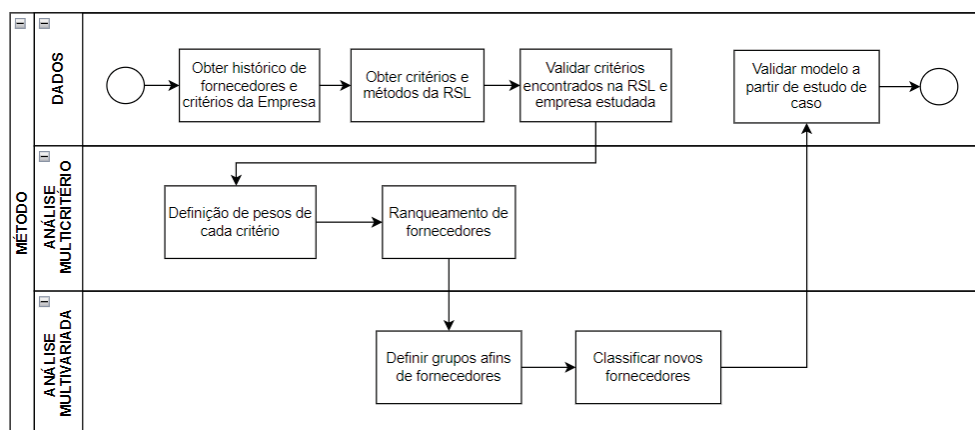 MÉTODO
DADOS
Obter histórico de
fornecedores e
critérios da Empresa
Obter critérios e
métodos da RSL
Validar critérios
encontrados na RSL e
empresa estudada
Validar modelo a
partir de estudo de
caso
ANÁLISE
MULTICRITÉRIO
Definição de pesos de
cada critério
Ranqueamento de
fornecedores
ANÁLISE
MULTIVARIADA
Definir grupos afins
de fornecedores
Classificar novos
fornecedores